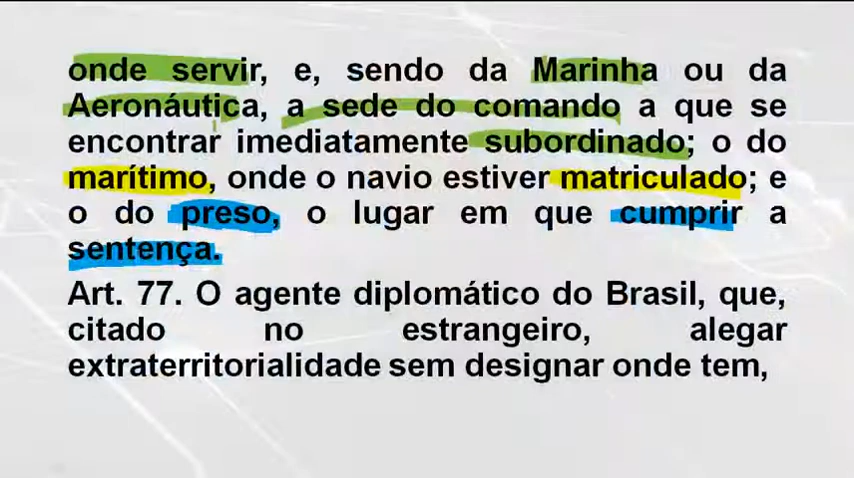 onde servir, e, sendo da Marinha ou da
Aeronáutica, a sede do comando a que se
encontrar imediatamente subordinado; o do
marítimo, onde o navio estiver matriculado; e
o do preso, o lugar em que cumprir a
sentença.
Art. 77. O agente diplomático do Brasil, que,
citado no estrangeiro, alegar
extraterritorialidade sem designar onde tem,